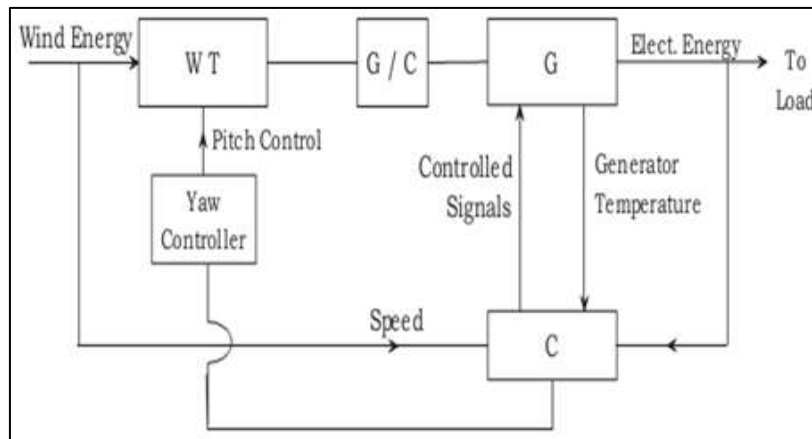 Wind Energy
W T
G / C
G
Elect. Energy
To
Load
Pitch Control
Controlled
Signals
Generator
Temperature
Yaw
Controller
Speed
C